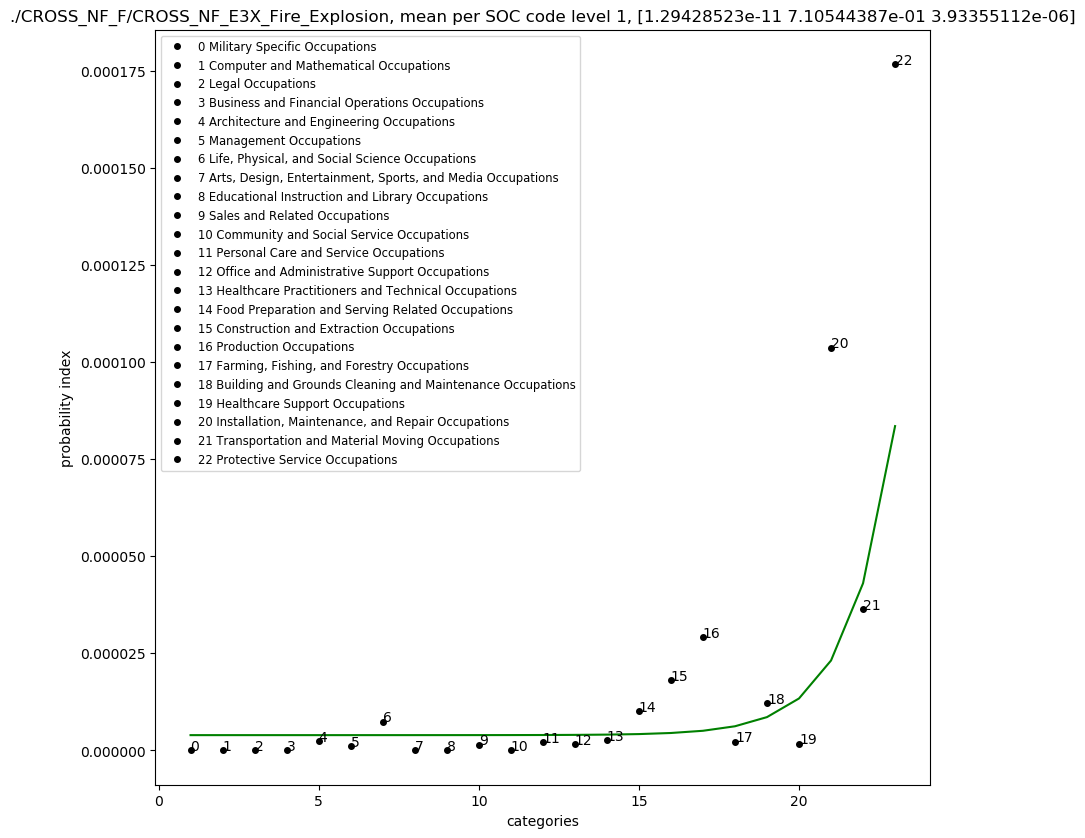 ./CROSS_NF_F/CROSS_NF_E3X_Fire_Explosion, mean per SOC code level 1, [1.29428523e-11 7.10544387e-01 3.93355112e-06]
0 Military Specific Occupations
1 Computer and Mathematical Occupations
2 Legal Occupations
3 Business and Financial Operations Occupations
4 Architecture and Engineering Occupations
5 Management Occupations
6 Life, Physical, and Social Science Occupations
7 Arts, Design, Entertainment, Sports, and Media Occupations
8 Educational Instruction and Library Occupations
9 Sales and Related Occupations
10 Community and Social Service Occupations
11 Personal Care and Service Occupations
12 Office and Administrative Support Occupations
13 Healthcare Practitioners and Technical Occupations
14 Food Preparation and Serving Related Occupations
15 Construction and Extraction Occupations
16 Production Occupations
17 Farming, Fishing, and Forestry Occupations
18 Building and Grounds Cleaning and Maintenance Occupations
19 Healthcare Support Occupations
20 Installation, Maintenance, and Repair Occupations
21 Transportation and Material Moving Occupations
22 Protective Service Occupations
probability index
0.000175
0.000150
0.000125
0.000100
0.000075
0.000050
0.000025
0.000000
0
1
2
3
4
5
6
7
8
9
10
11
12
13
14
15
16
17
18
19
20
21
22
0
5
10
15
20
categories